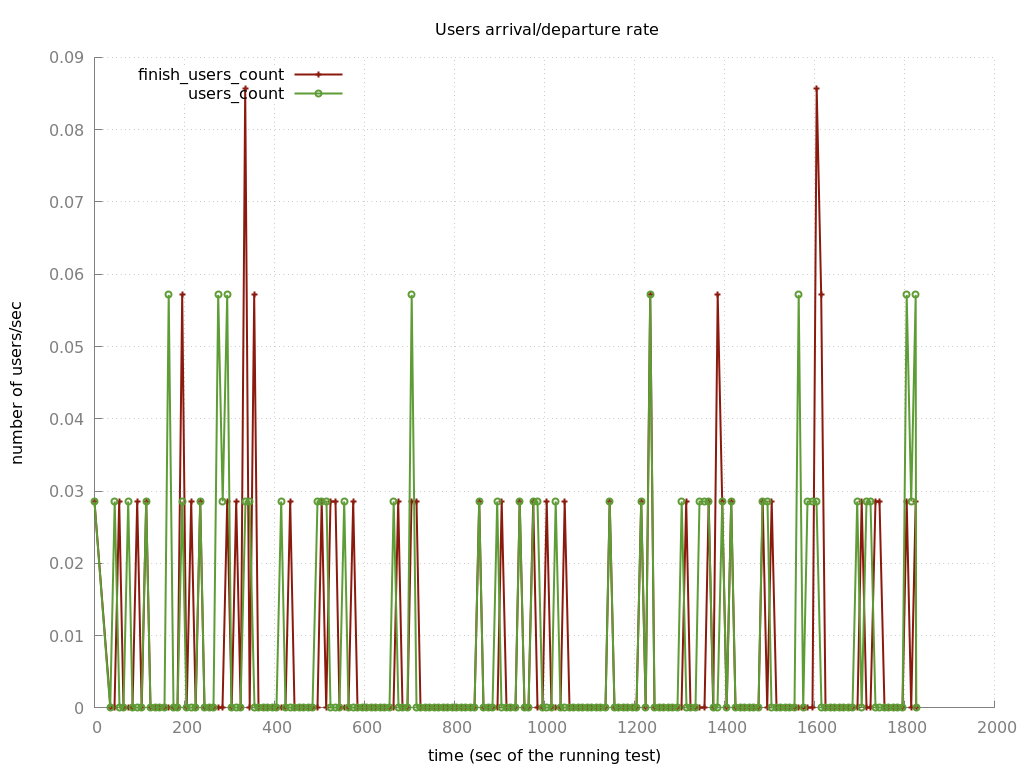 Users arrival/departure rate
finish_users_count
users_count
0.09
0.08
0.07
0.06
0.05
0.04
0.03
0.02
0.01
0
number of users/sec
0 200 400 600 800 1000 1200 1400 1600 1800 2000
time (sec of the running test)